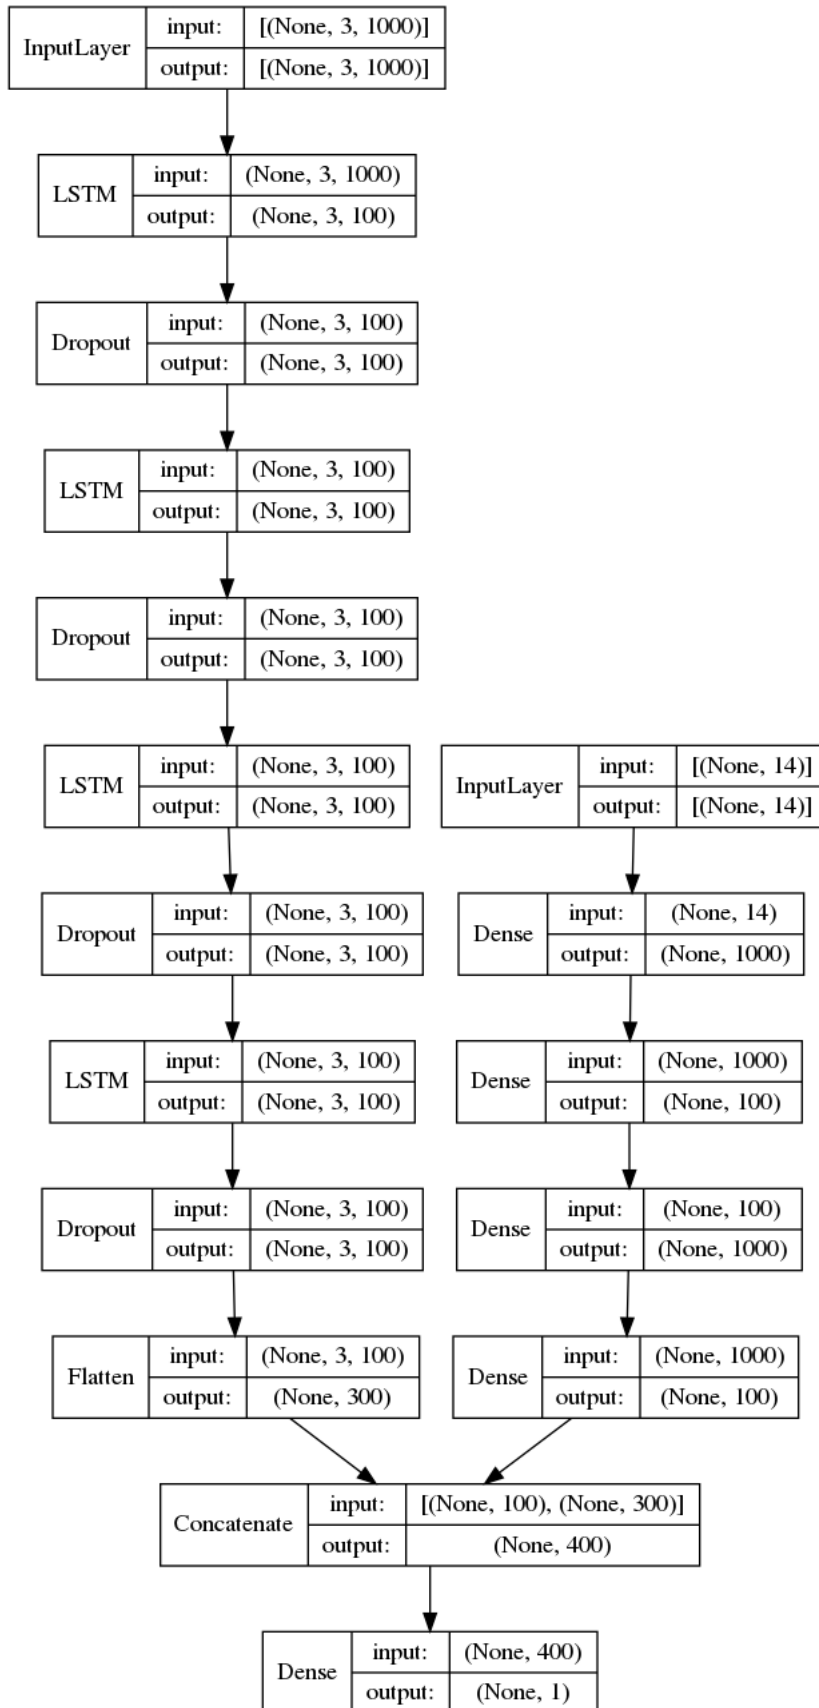 InputLayer input: [(None, 3, 1000)]
output: [(None, 3, 1000)]
LSTM input: (None, 3, 1000)
output: (None, 3, 100)
Dropout input: (None, 3, 100)
output: (None, 3, 100)
LSTM input: (None, 3, 100)
output: (None, 3, 100)
Dropout input: (None, 3, 100)
output: (None, 3, 100)
LSTM input: (None, 3, 100)
output: (None, 3, 100)
InputLayer input: [(None, 14)]
output: [(None, 14)]
Dropout input: (None, 3, 100)
output: (None, 3, 100)
Dense input: (None, 14)
output: (None, 1000)
LSTM input: (None, 3, 100)
output: (None, 3, 100)
Dense input: (None, 1000)
output: (None, 100)
Dropout input: (None, 3, 100)
output: (None, 3, 100)
Dense input: (None, 100)
output: (None, 1000)
Flatten input: (None, 3, 100)
output: (None, 300)
Dense input: (None, 1000)
output: (None, 100)
Concatenate input: [(None, 100), (None, 300)]
output: (None, 400)
Dense input: (None, 400)
output: (None, 1)